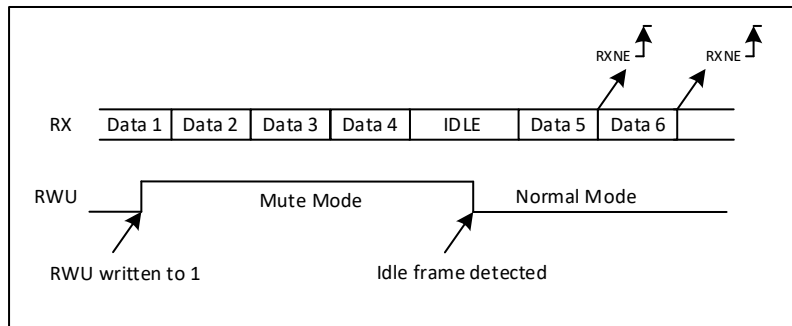 RXNE RXNE
RX Data 1 Data 2 Data 3 Data 4 IDLE Data 5 Data 6
RWU Mute Mode Normal Mode
RWU written to 1 Idle frame detected